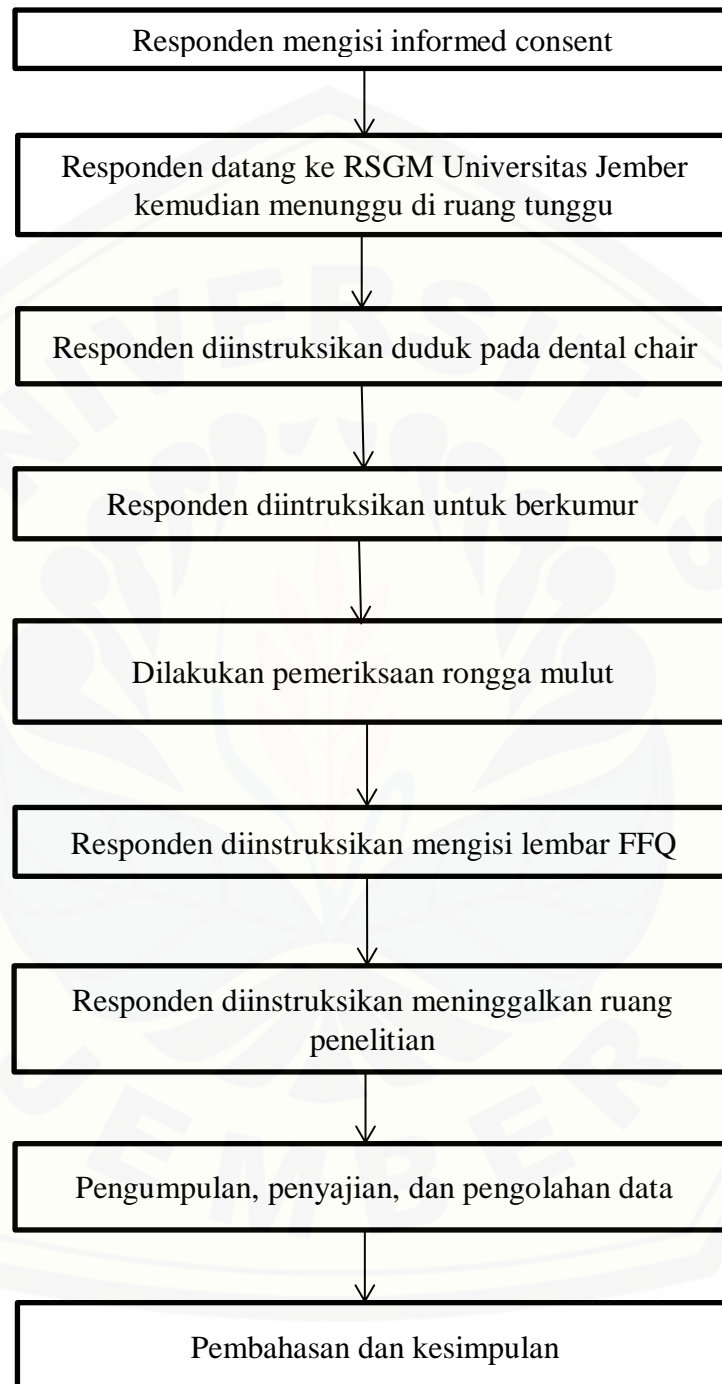 Responden mengisi informed consent
Responden datang ke RSGM Universitas Jember
kemudian menunggu di ruang tunggu
Responden diinstruksikan duduk pada dental chair
Responden diintruksikan untuk berkumur
Dilakukan pemeriksaan rongga mulut
Responden diinstruksikan mengisi lembar FFQ
Responden diinstruksikan meninggalkan ruang
penelitian
Pengumpulan, penyajian, dan pengolahan data
Pembahasan dan kesimpulan
UNIVERSITAS
JEMBER